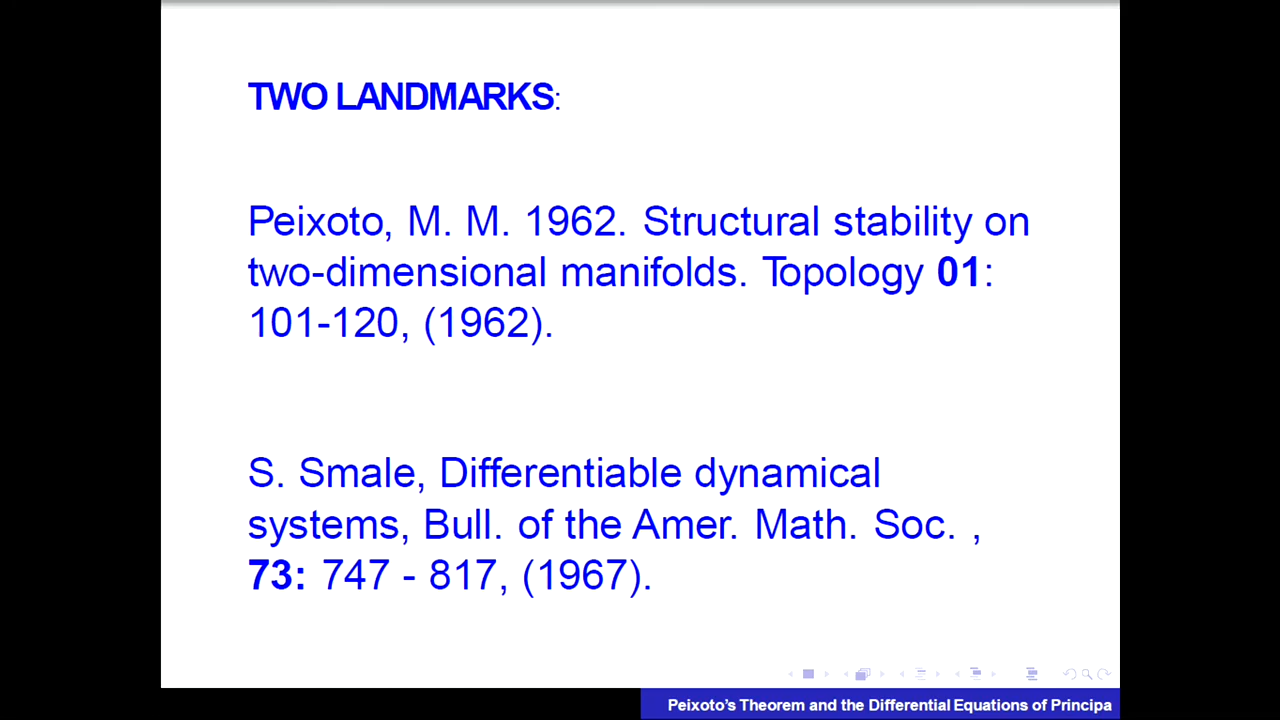 TWO LANDMARKS:
Peixoto, M. M. 1962. Structural stability on
two-dimensional manifolds. Topology 01:
101-120, (1962).
S. Smale, Differentiable dynamical
systems, Bull. of the Amer. Math. Soc. ,
73: 747 - 817, (1967).
Peixoto's Theorem and the Differential Equations of Principa